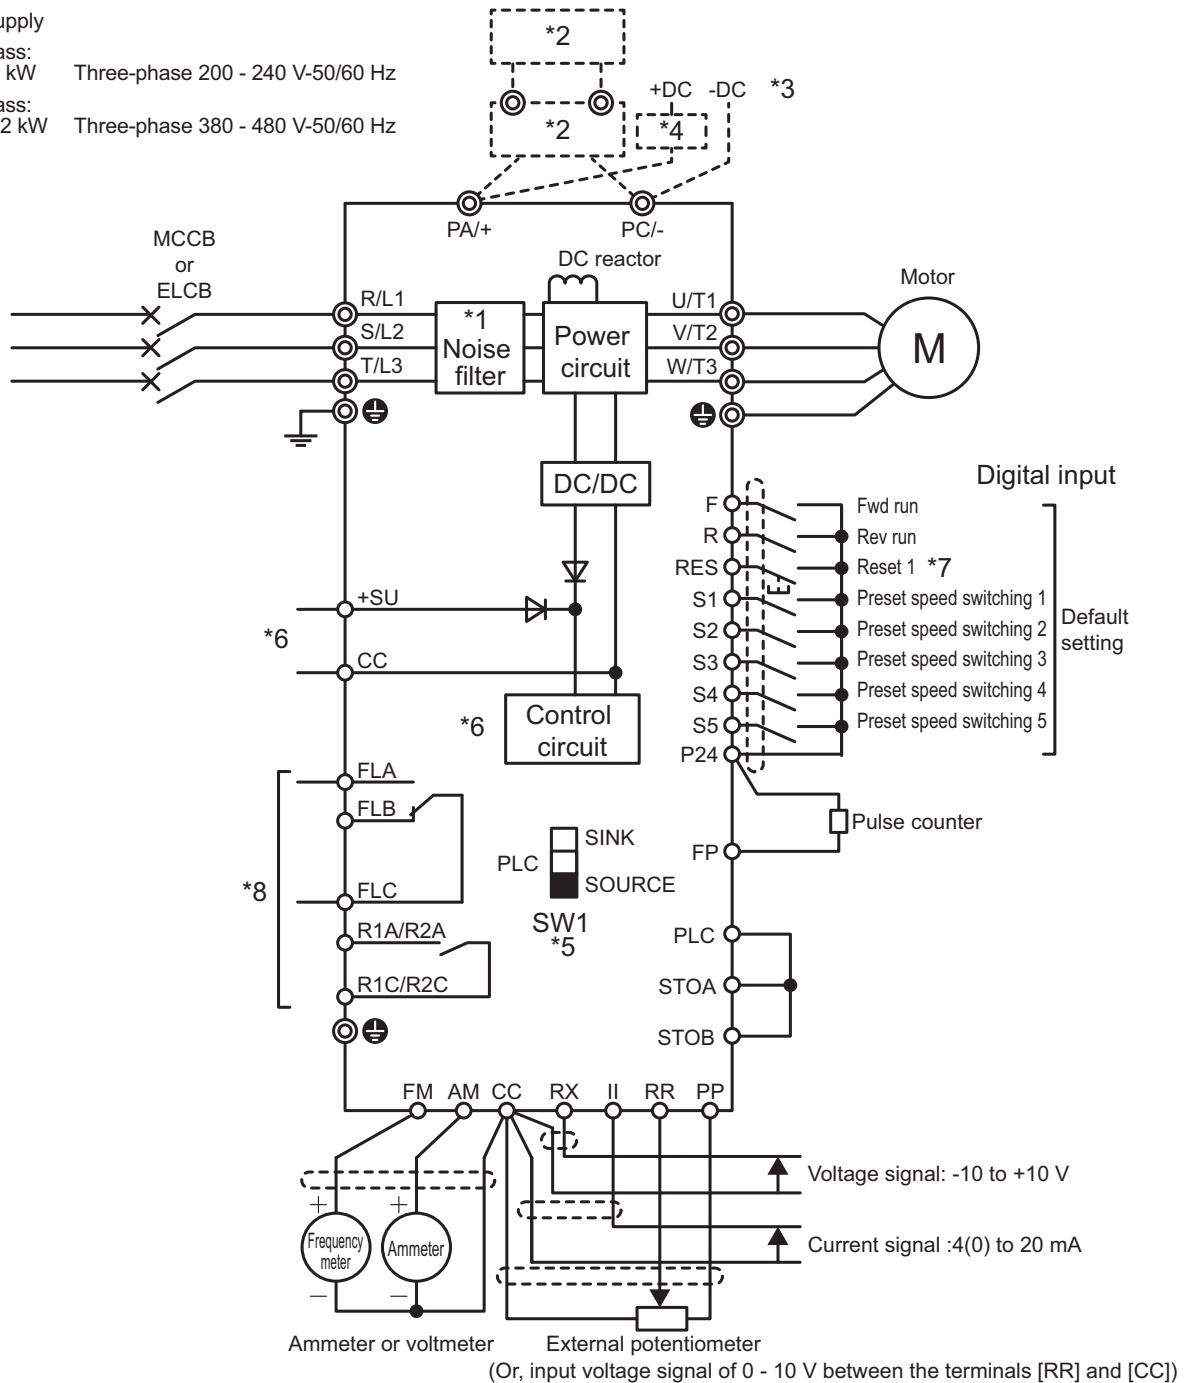 upply
ass:
kW Three-phase 200 - 240 V-50/60 Hz
ass:
2 kW Three-phase 380 - 480 V-50/60 Hz
*2
*2
+DC -DC *3
*4
PA/+ PC/-
DC reactor
MCCB
or
ELCB
R/L1
S/L2
T/L3
*1
Noise
filter
Power
circuit
U/T1
V/T2
W/T3
Motor
M
DC/DC
Digital input
F Fwd run
R Rev run
RES Reset 1 *7
S1 Preset speed switching 1
S2 Preset speed switching 2
S3 Preset speed switching 3
S4 Preset speed switching 4
S5 Preset speed switching 5
P24
Default
setting
+SU
*6
CC
*6
Control
circuit
FLA
FLB
FLC
*8
R1A/R2A
R1C/R2C
PLC
SINK
SOURCE
SW1
*5
Pulse counter
FP
PLC
STOA
STOB
FM AM CC RX II RR PP
Voltage signal: -10 to +10 V
Current signal :4(0) to 20 mA
+ +
Frequency
meter
Ammeter
− −
Ammeter or voltmeter
External potentiometer
(Or, input voltage signal of 0 - 10 V between the terminals [RR] and [CC])